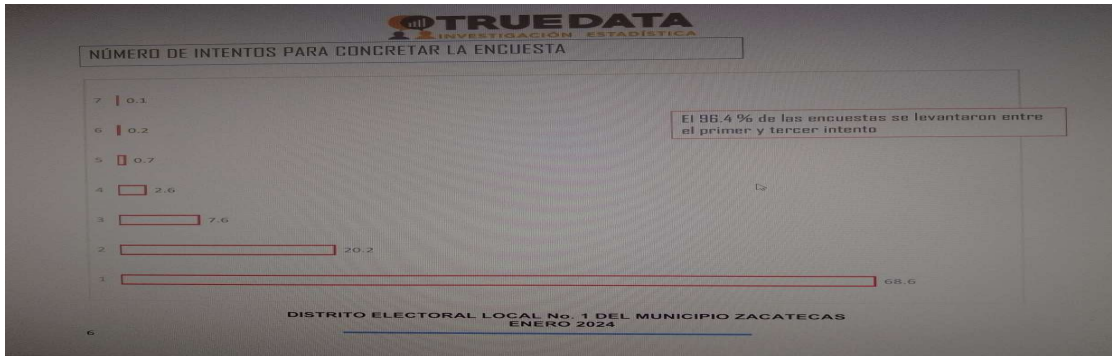 TRUEDATA
INVESTIGACIÓN ESTADÍSTICA
NÚMERO DE INTENTOS PARA CONCRETAR LA ENCUESTA
7 0.1
El 96.4 % de las encuestas se levantaron entre
el primer y tercer intento
6 0.2
5 0.7
4 2.6
3 7.6
2 20.2
1 68.6
DISTRITO ELECTORAL LOCAL No. 1 DEL MUNICIPIO ZACATECAS
ENERO 2024
6